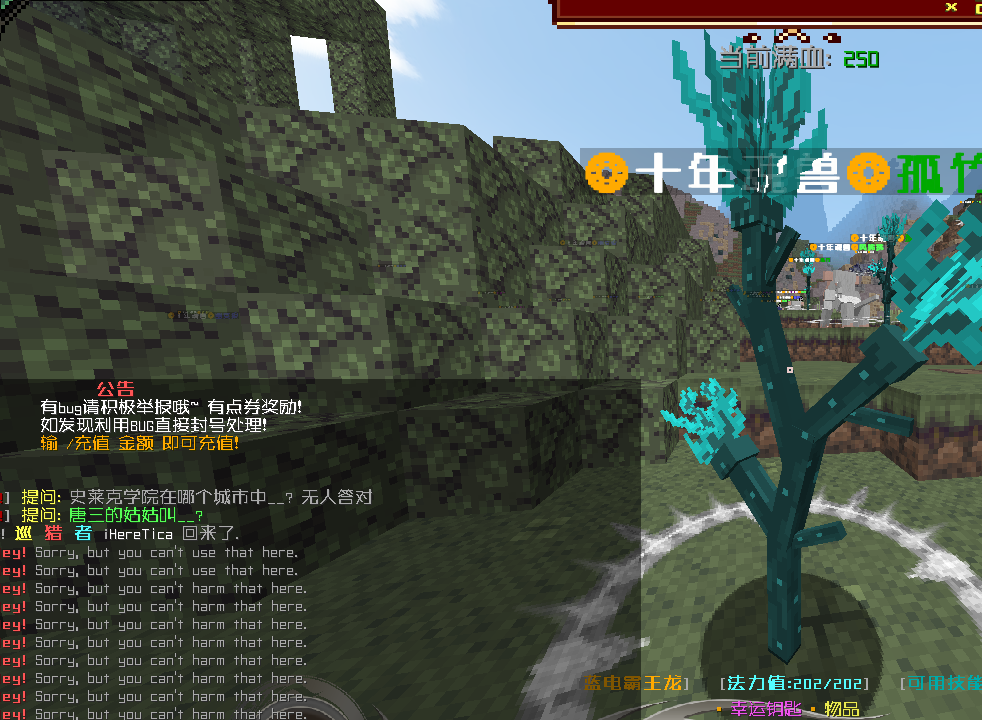 当前满血: 250
十年灵兽 孤竹
公告
有bug请积极举报哦~ 有点券奖励!
如发现利用BUG直接封号处理!
输 /充值 金额 即可充值!
] 提问: 史莱克学院在哪个城市中__? 无人答对
] 提问: 唐三的姑姑叫__?
! 巡 猎 者 iHereTica 回来了.
ey! Sorry, but you can't use that here.
ey! Sorry, but you can't use that here.
ey! Sorry, but you can't harm that here.
ey! Sorry, but you can't harm that here.
ey! Sorry, but you can't harm that here.
ey! Sorry, but you can't harm that here.
ey! Sorry, but you can't harm that here.
ey! Sorry, but you can't harm that here.
ey! Sorry, but you can't harm that here.
ey! Sorry, but you can't harm that here.
蓝电霸王龙] [法力值:202/202] [可用技能
· 幸运钥匙 · 物品